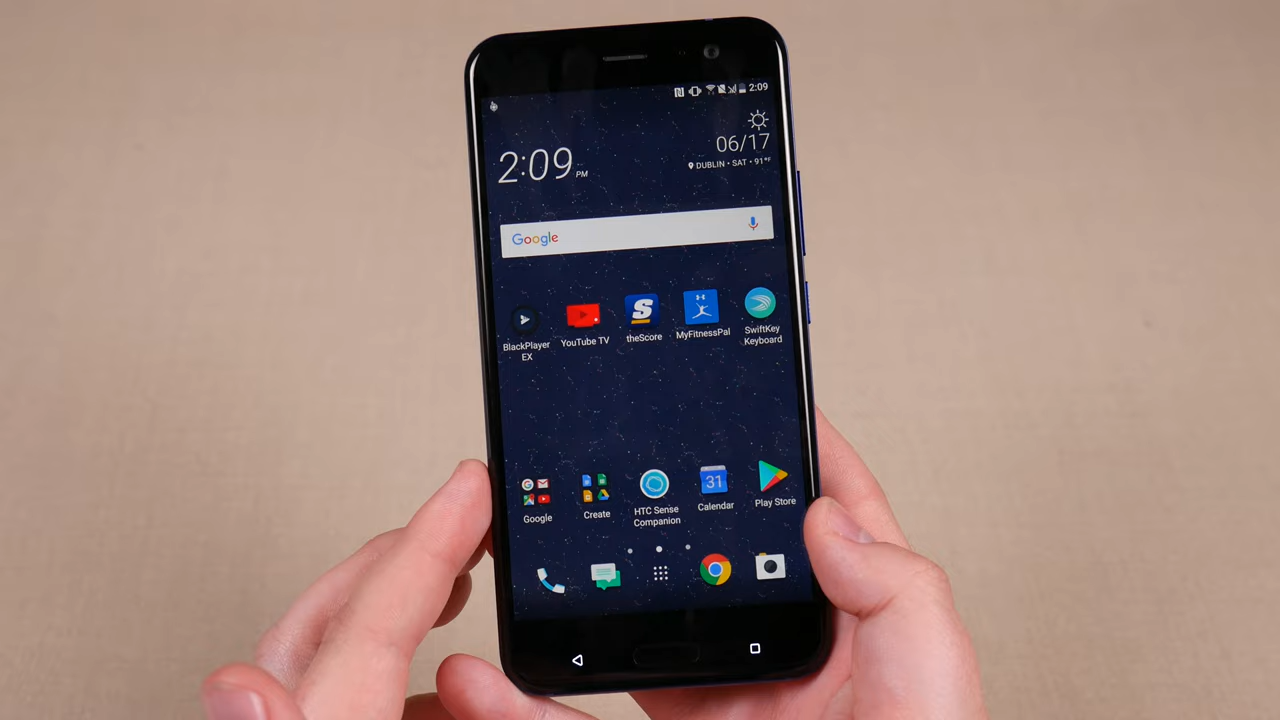 2:09
2:09
PM
06/17
DUBLIN • SAT • 91°F
Google
BlackPlayer
EX
YouTube TV
theScore
MyFitnessPal
SwiftKey
Keyboard
Google
Create
HTC Sense
Companion
31
Calendar
Play Store